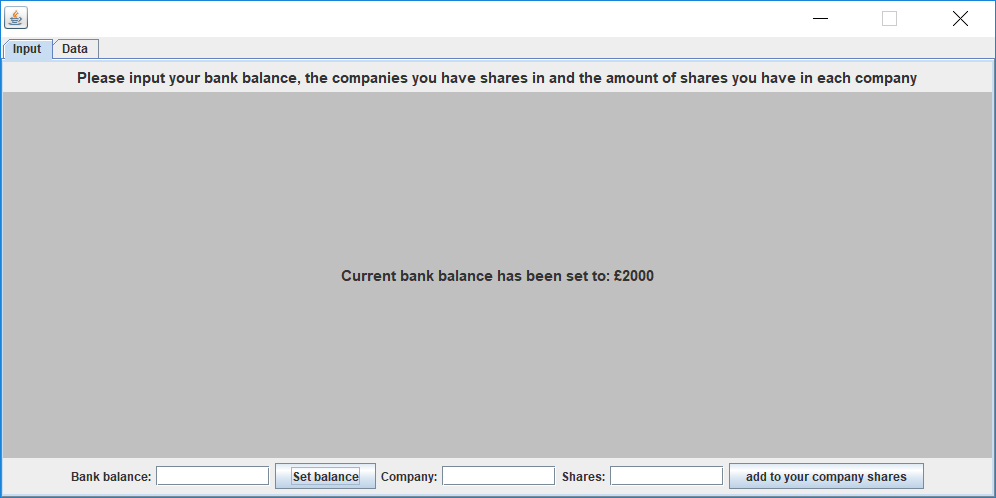 Input Data
Please input your bank balance, the companies you have shares in and the amount of shares you have in each company
Current bank balance has been set to: £2000
Bank balance: Set balance Company: Shares: add to your company shares